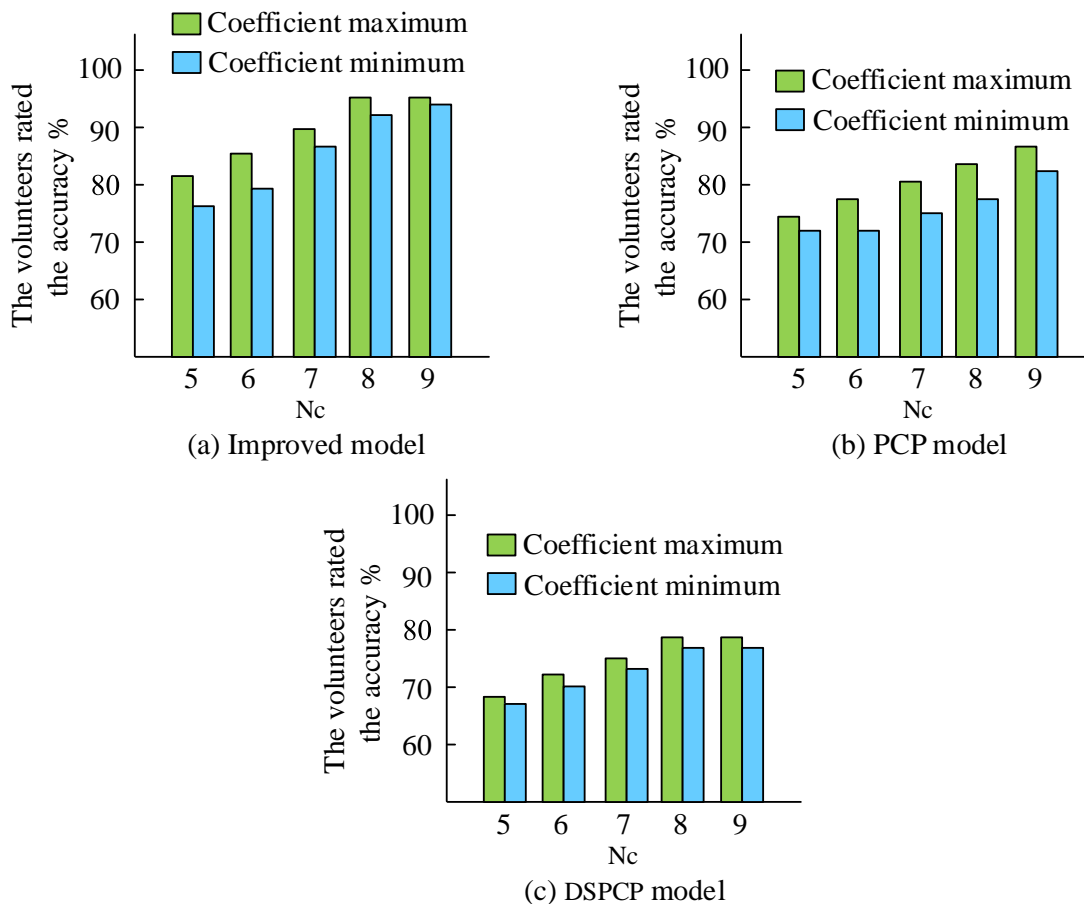 Coefficient maximum
Coefficient minimum
The volunteers rated
the accuracy %
100
90
80
70
60
5 6 7 8 9
Nc
(a) Improved model
Coefficient maximum
Coefficient minimum
The volunteers rated
the accuracy %
100
90
80
70
60
5 6 7 8 9
Nc
(b) PCP model
Coefficient maximum
Coefficient minimum
The volunteers rated
the accuracy %
100
90
80
70
60
5 6 7 8 9
Nc
(c) DSPCP model